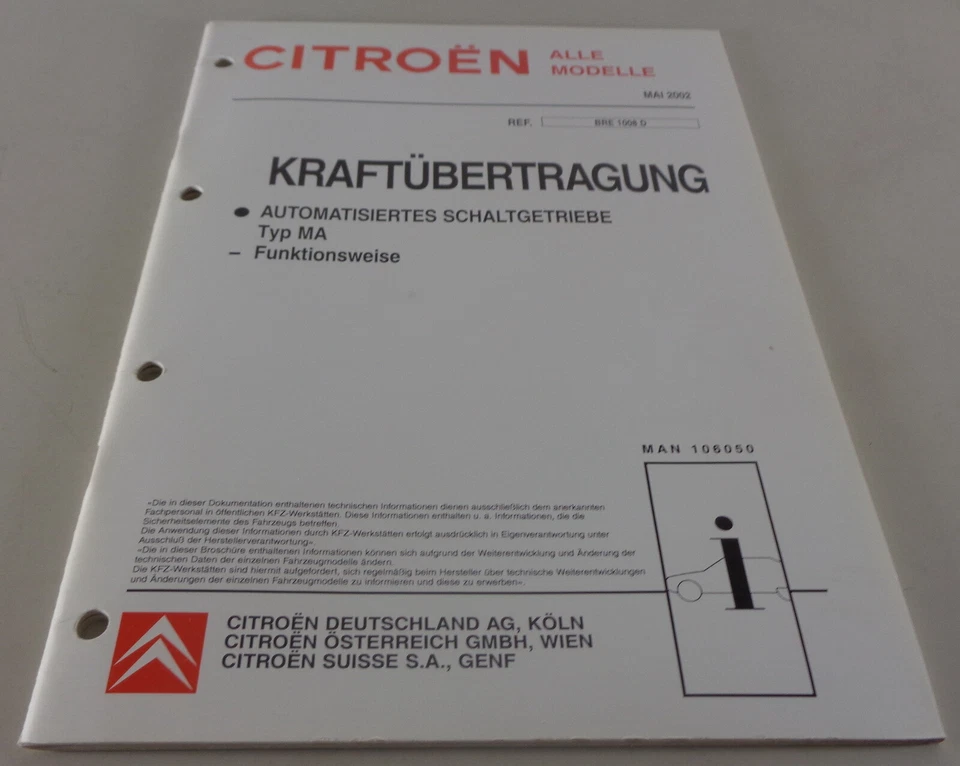 CITROËN ALLE
MODELLE
MAI 2002
REF. BRE 1008 D
KRAFTÜBERTRAGUNG
● AUTOMATISIERTES SCHALTGETRIEBE
Typ MA
– Funktionsweise
MAN 106050
«Die in dieser Dokumentation enthaltenen technischen Informationen dienen ausschließlich dem anerkannten
Fachpersonal in öffentlichen KFZ-Werkstätten. Diese Informationen enthalten u. a. Informationen, die die
Sicherheitselemente des Fahrzeugs betreffen.
Die Anwendung dieser Informationen durch KFZ-Werkstätten erfolgt ausdrücklich in Eigenverantwortung unter
Ausschluß der Herstellerverantwortung».
«Die in dieser Broschüre enthaltenen Informationen können sich aufgrund der Weiterentwicklung und Änderung der
technischen Daten der einzelnen Fahrzeugmodelle ändern.
Die KFZ-Werkstätten sind hiermit aufgefordert, sich regelmäßig beim Hersteller über technische Weiterentwicklungen
und Änderungen der einzelnen Fahrzeugmodelle zu informieren und diese zu erwerben».
i
CITROËN DEUTSCHLAND AG, KÖLN
CITROËN ÖSTERREICH GMBH, WIEN
CITROËN SUISSE S.A., GENF